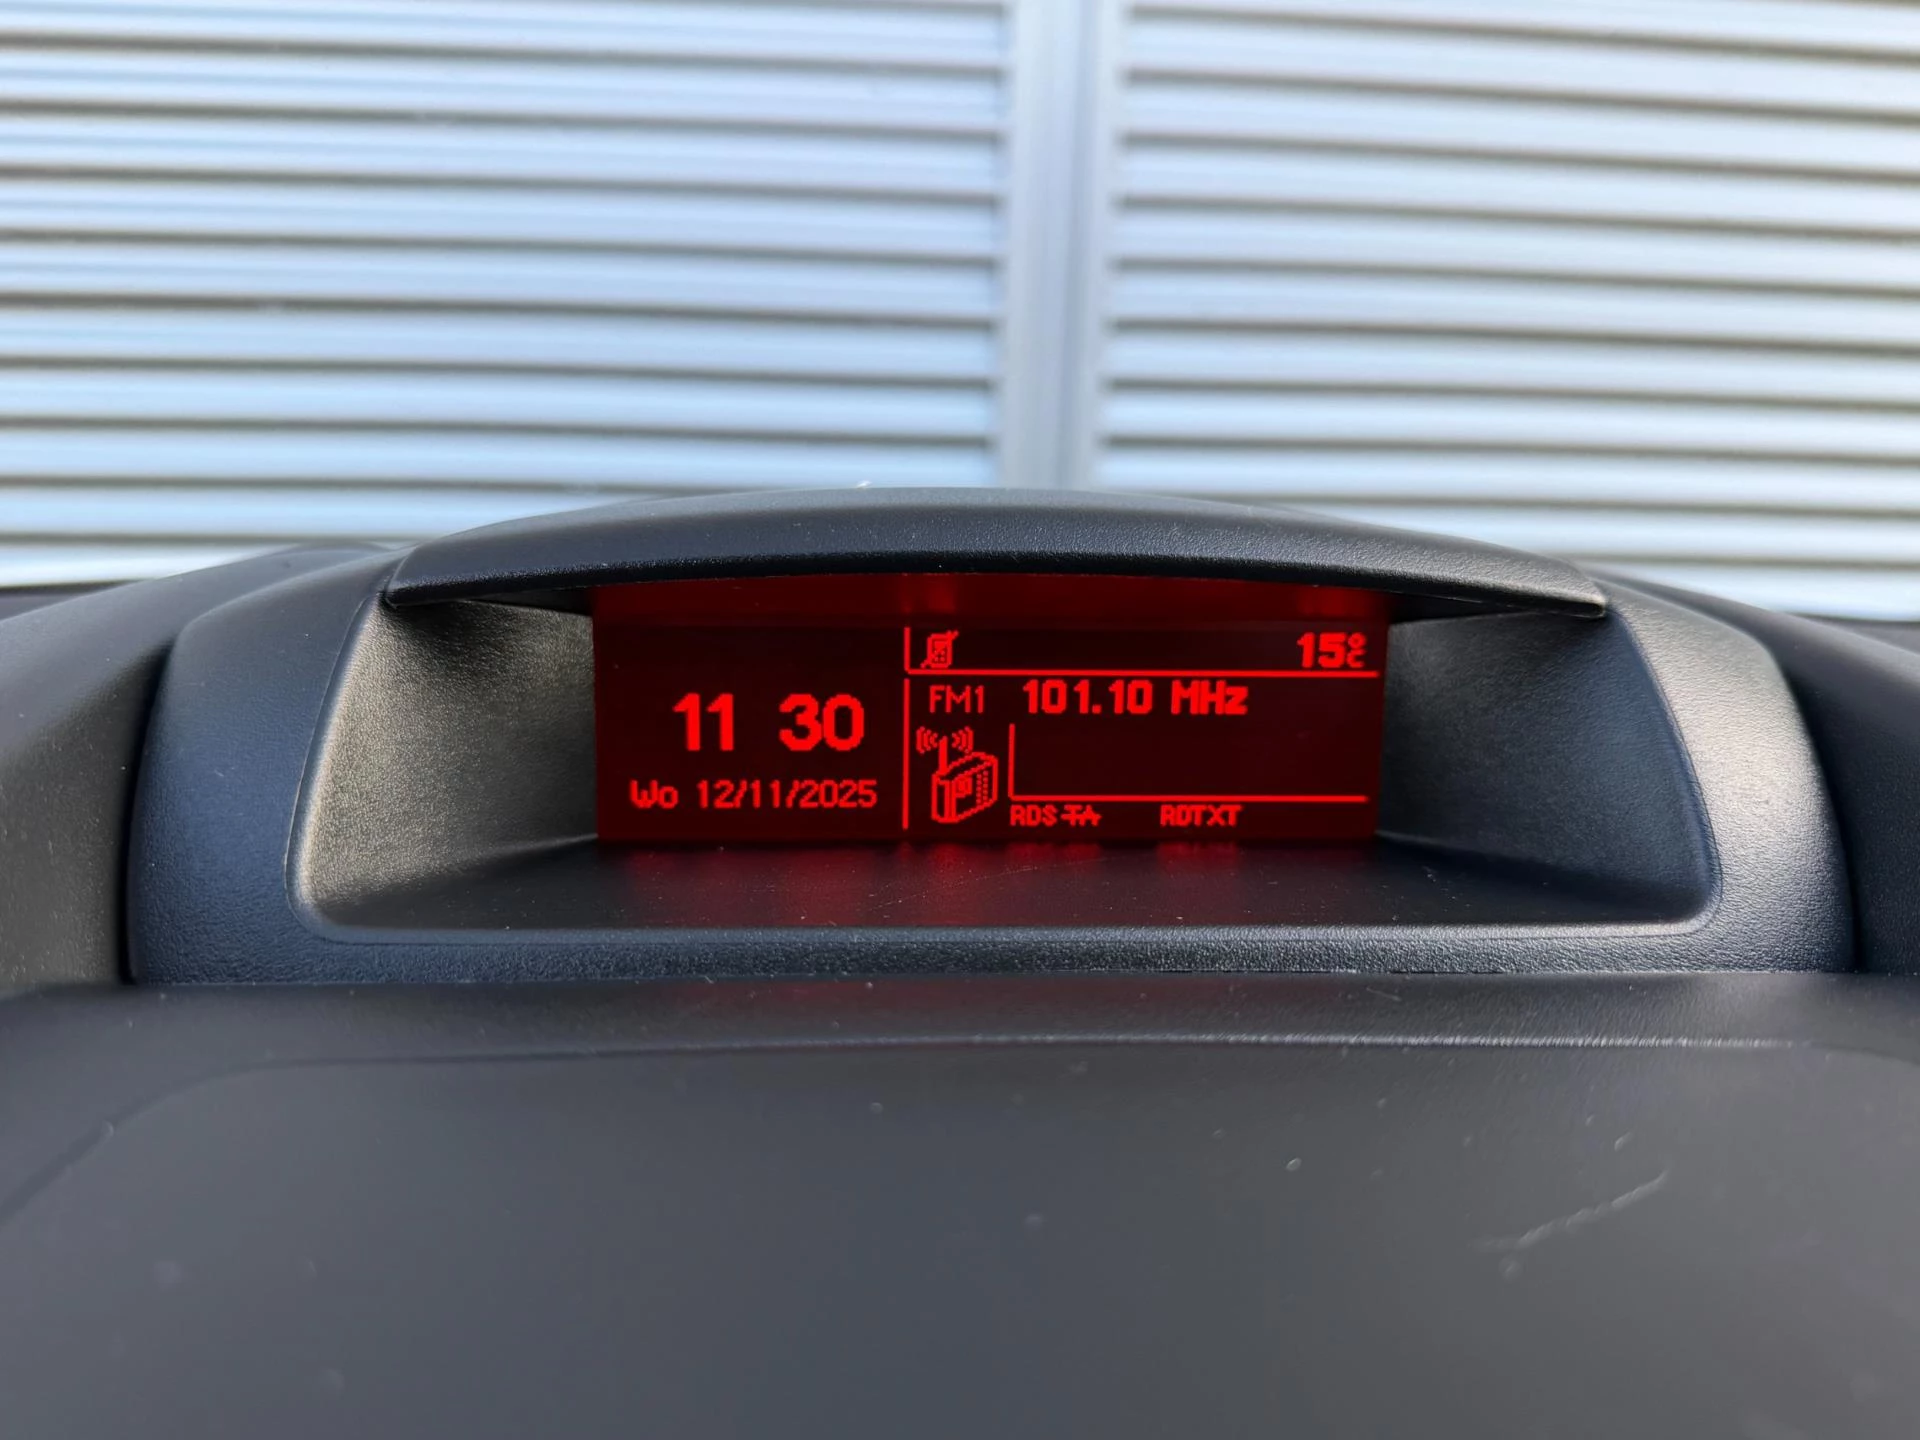 15°C
11 30
Wo 12/11/2025
FM1 101.10 MHz
RDS TA RDTXT